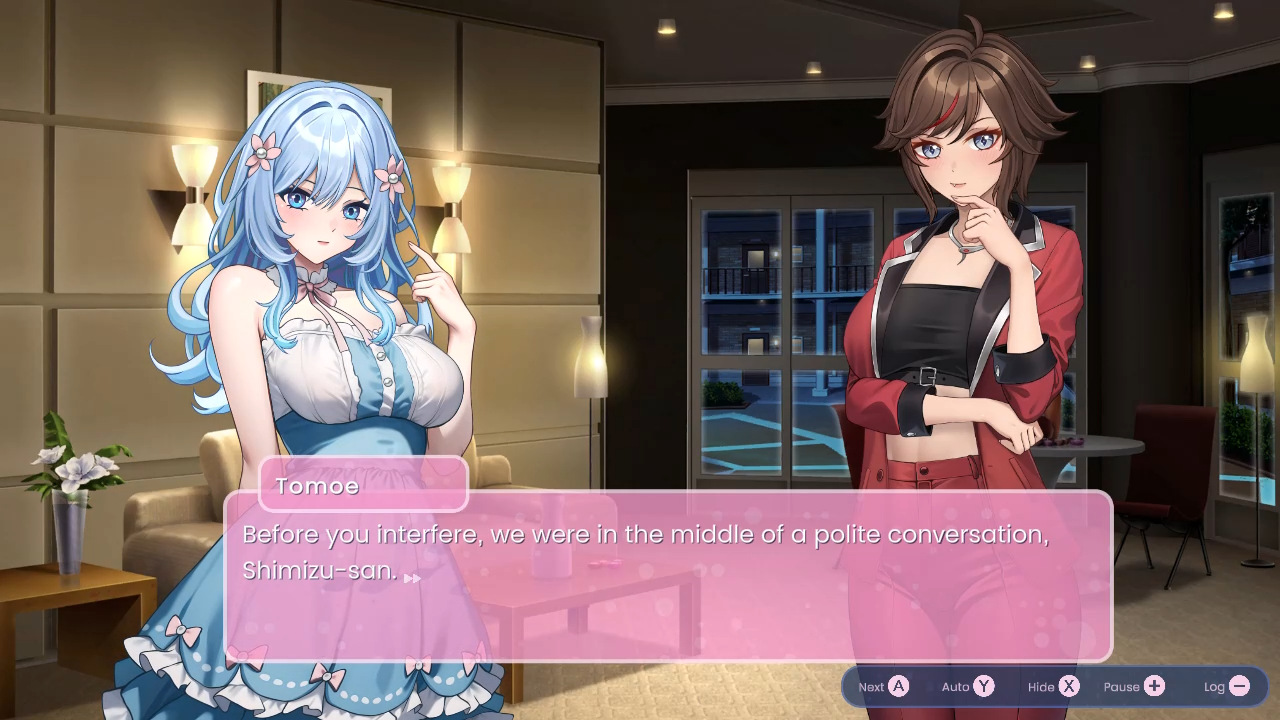 Tomoe
Before you interfere, we were in the middle of a polite conversation,
Shimizu-san.
Next A Auto Y Hide X Pause + Log −